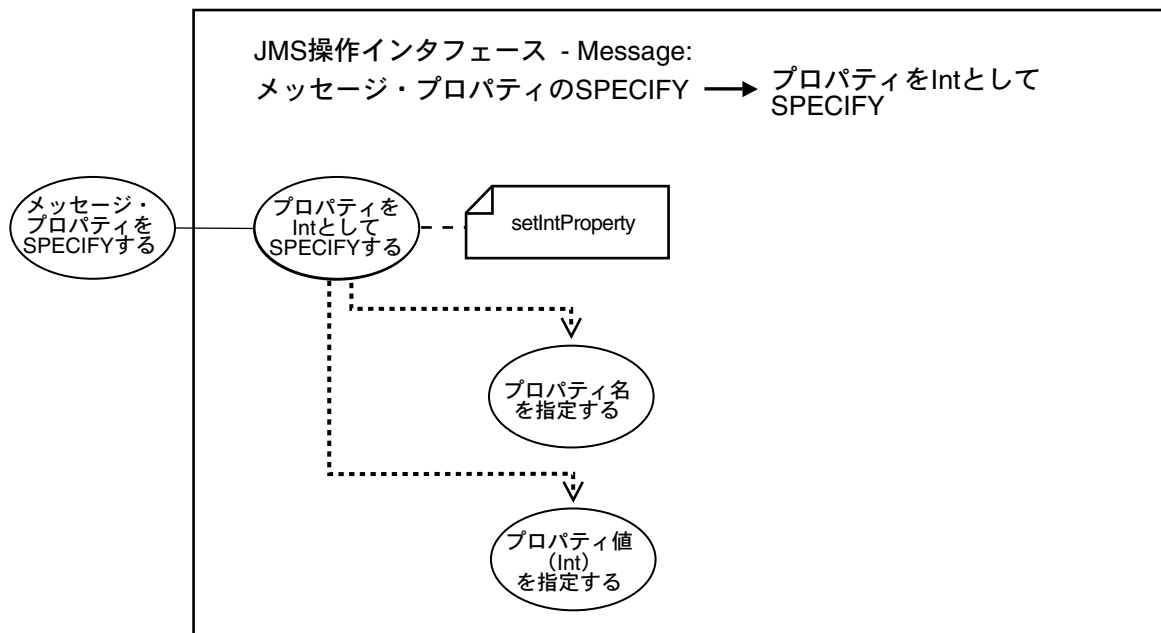 JMS操作インタフェース - Message:
メッセージ・プロパティのSPECIFY
プロパティをIntとして
SPECIFY
メッセージ・
プロパティを
SPECIFYする
プロパティを
Intとして
SPECIFYする
setIntProperty
プロパティ名
を指定する
プロパティ値
（Int）
を指定する